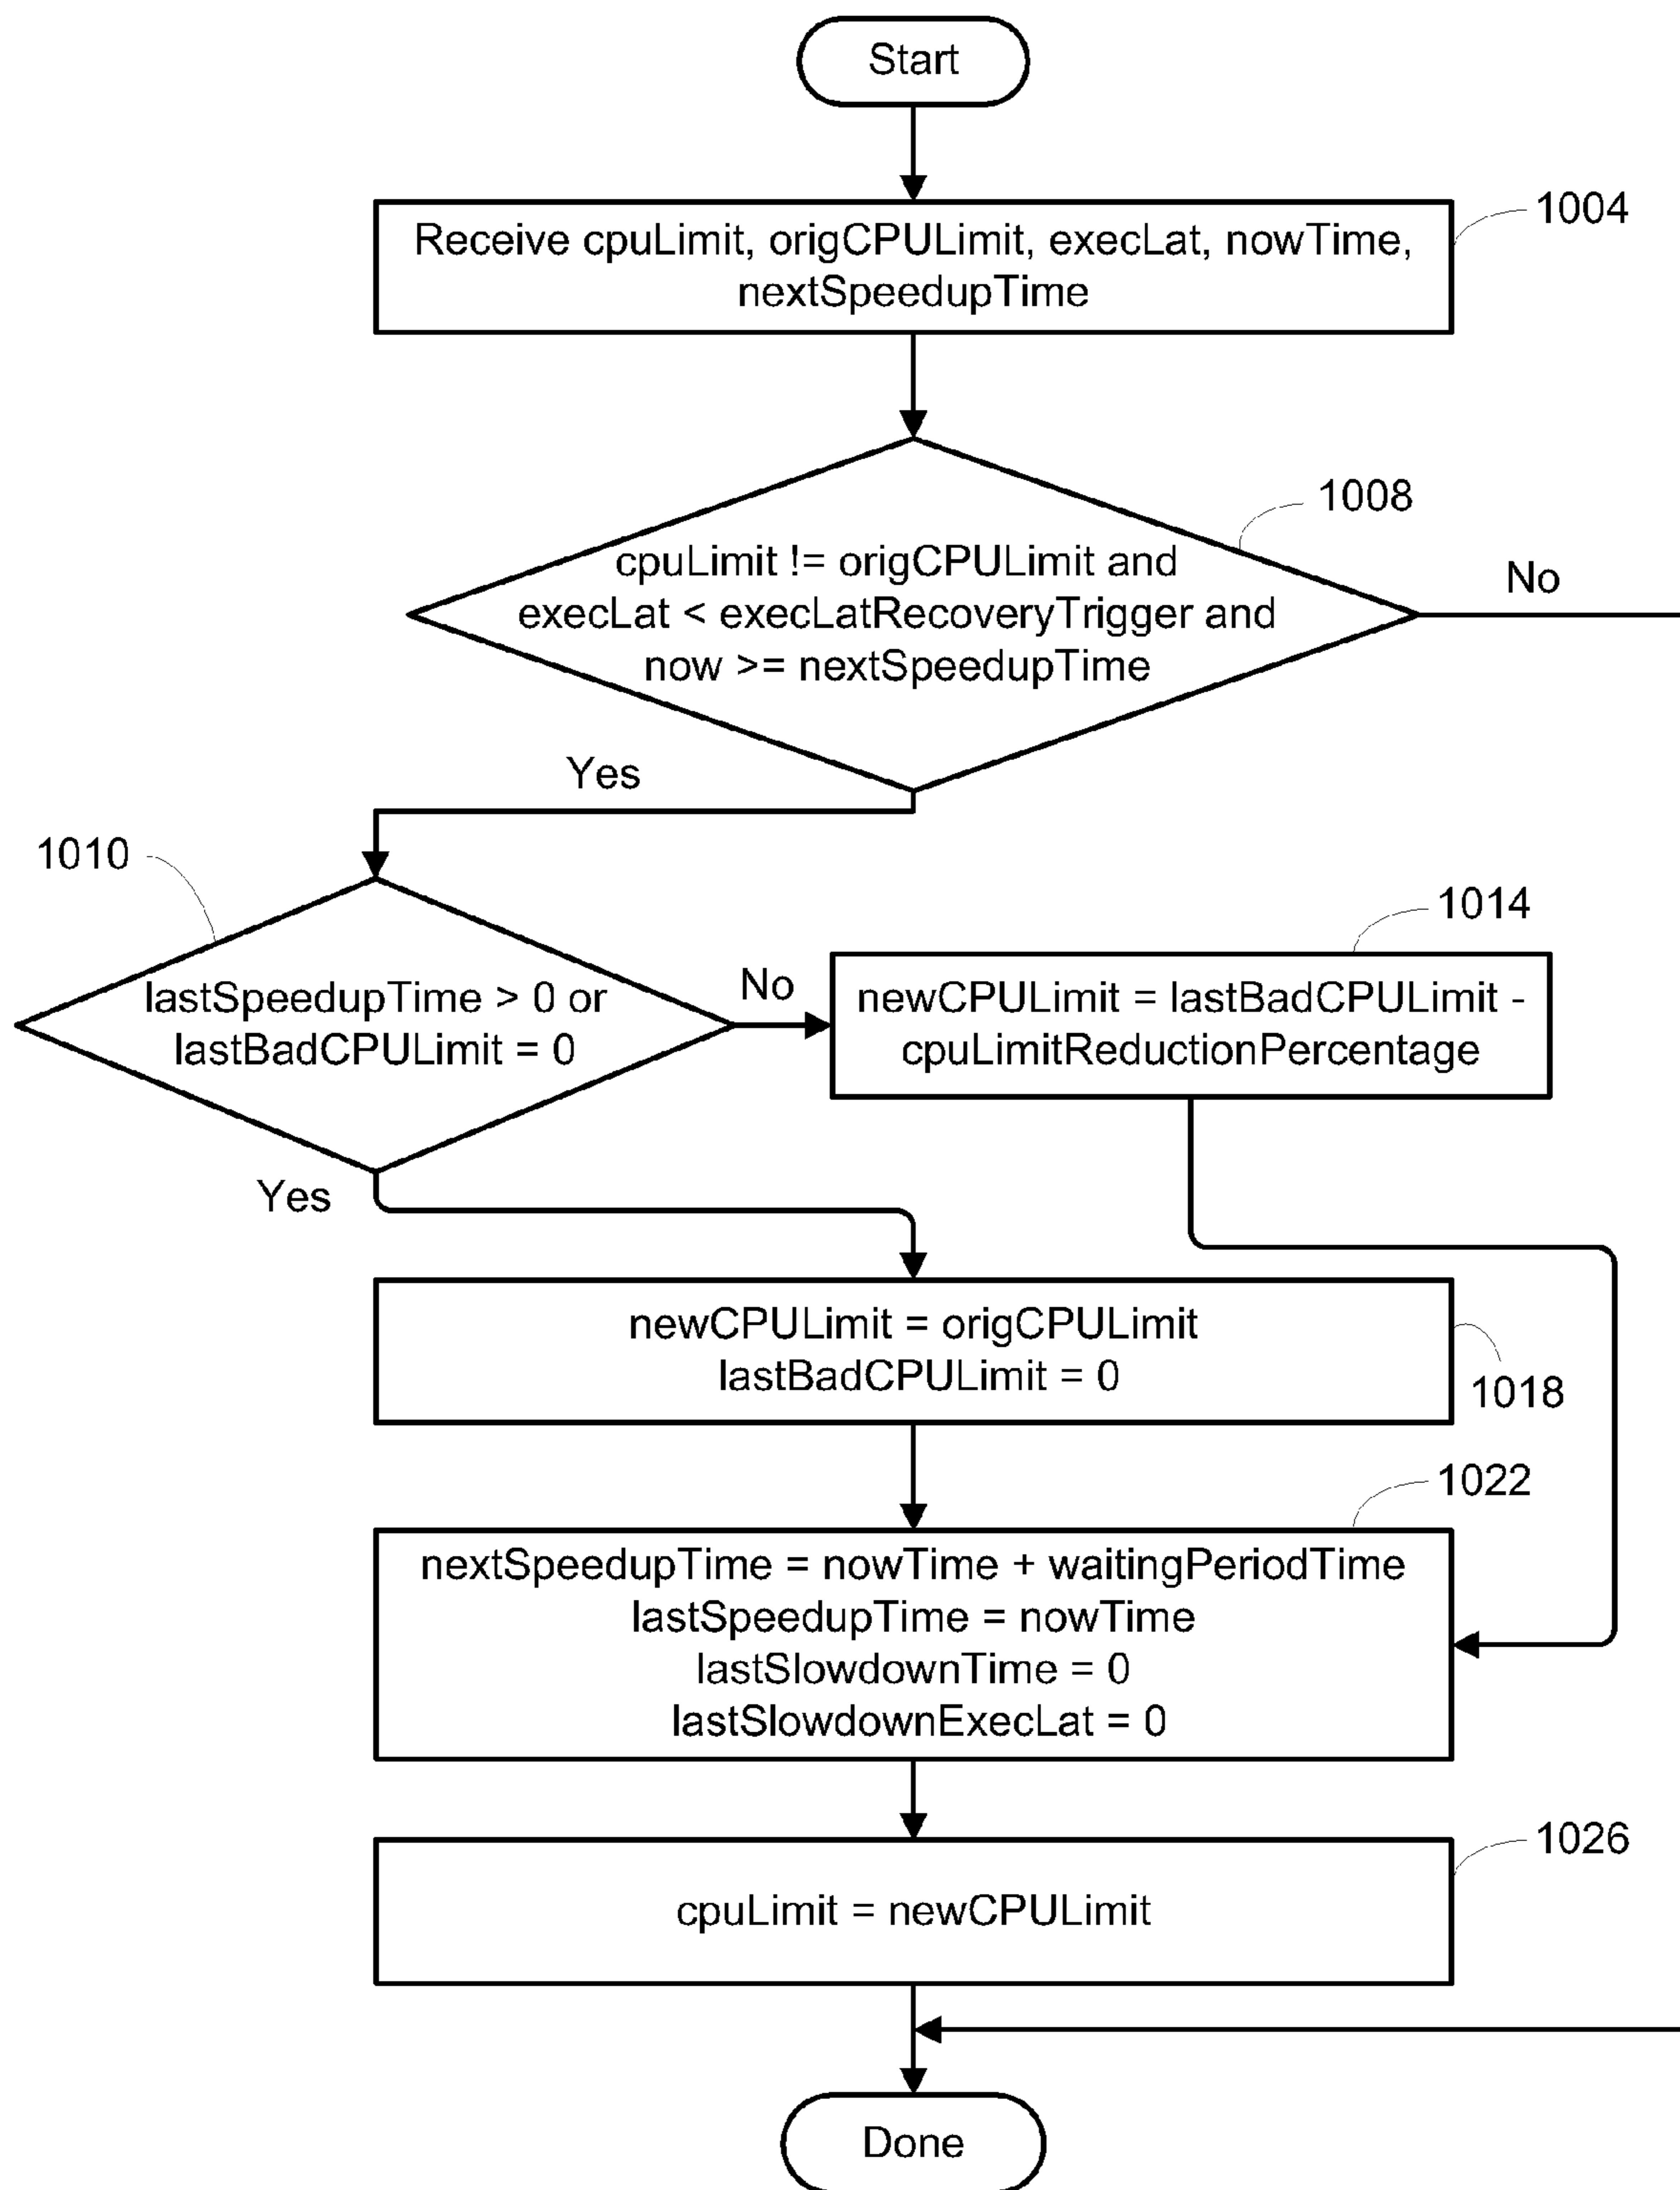 Start
1004
Receive cpuLimit, origCPULimit, execLat, nowTime,
nextSpeedupTime
1008
cpuLimit != origCPULimit and
execLat < execLatRecoveryTrigger and
now >= nextSpeedupTime
No
Yes
1010
1014
lastSpeedupTime > 0 or
lastBadCPULimit = 0
No
newCPULimit = lastBadCPULimit -
cpuLimitReductionPercentage
Yes
newCPULimit = origCPULimit
lastBadCPULimit = 0
1018
1022
nextSpeedupTime = nowTime + waitingPeriodTime
lastSpeedupTime = nowTime
lastSlowdownTime = 0
lastSlowdownExecLat = 0
1026
cpuLimit = newCPULimit
Done